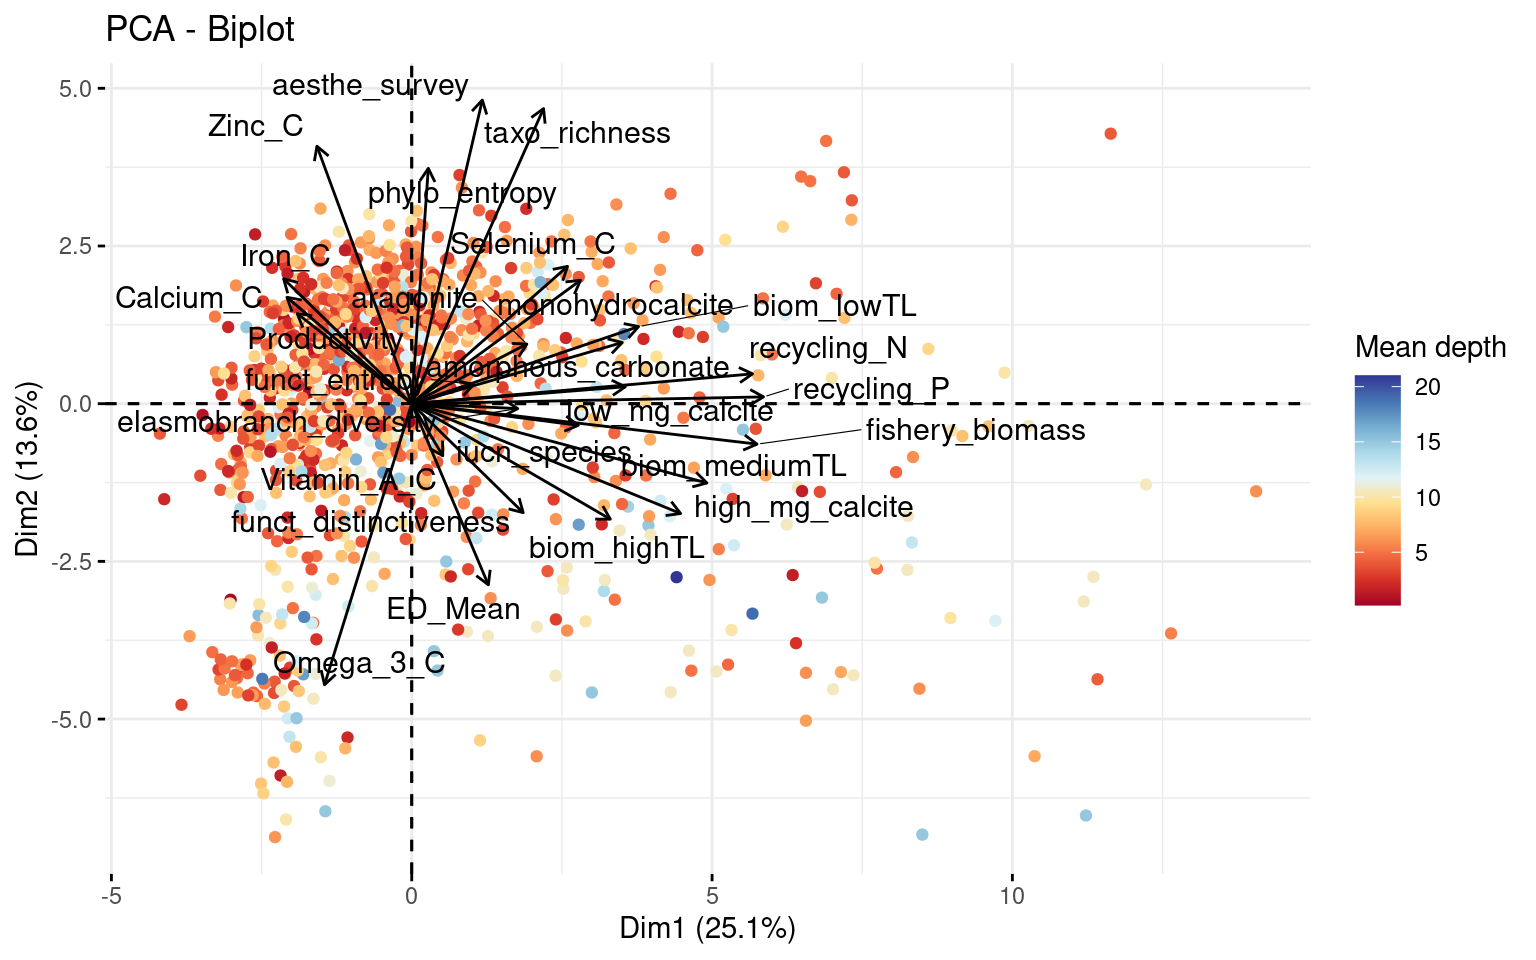 PCA - Biplot
aesthe_survey
Zinc_C
taxo_richness
phylo_entropy
Iron_C
Selenium_C
Calcium_C
aragonite
monohydrocalcite
biom_lowTL
Productivity
recycling_N
funct_entropy
amorphous_carbonate
recycling_P
elasmobranch_diversity
low_mg_calcite
fishery_biomass
iucn_species
biom_mediumTL
Vitamin_A_C
high_mg_calcite
funct_distinctiveness
biom_highTL
ED_Mean
Omega_3_C
5.0
2.5
0.0
-2.5
-5.0
Dim2 (13.6%)
-5
0
5
10
Dim1 (25.1%)
Mean depth
20
15
10
5